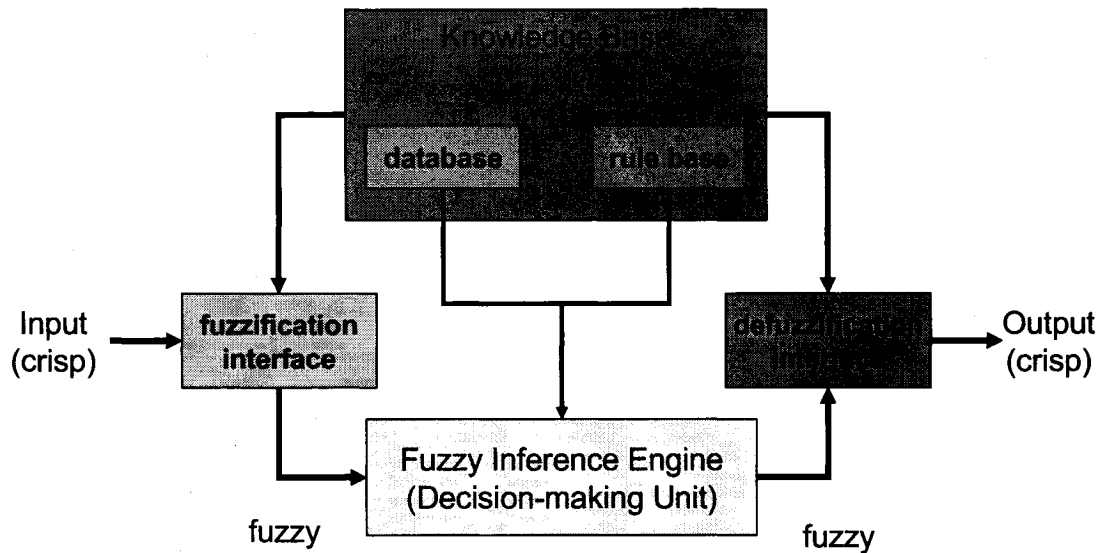 Knowledge Base
database
rule base
Input
(crisp)
fuzzification
interface
defuzzification
interface
Output
(crisp)
Fuzzy Inference Engine
(Decision-making Unit)
fuzzy
fuzzy